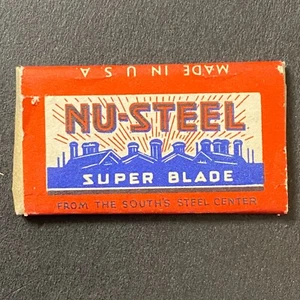 MADE IN U S A
NU-STEEL
SUPER BLADE
FROM THE SOUTH'S STEEL CENTER